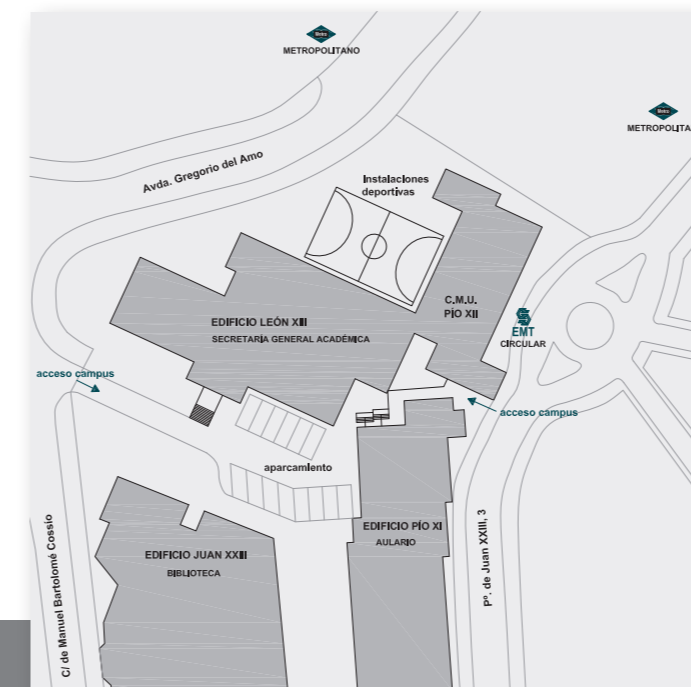 Metro
METROPOLITANO
Metro
METROPOLITA
Avda. Gregorio del Amo
Instalaciones
deportivas
C.M.U.
PÍO XII
EDIFICIO LEÓN XIII
SECRETARÍA GENERAL ACADÉMICA
EMT
CIRCULAR
acceso campus
acceso campus
aparcamiento
EDIFICIO PÍO XI
AULARIO
EDIFICIO JUAN XXIII
BIBLIOTECA
C/ de Manuel Bartolomé Cossio
Pº. de Juan XXIII, 3